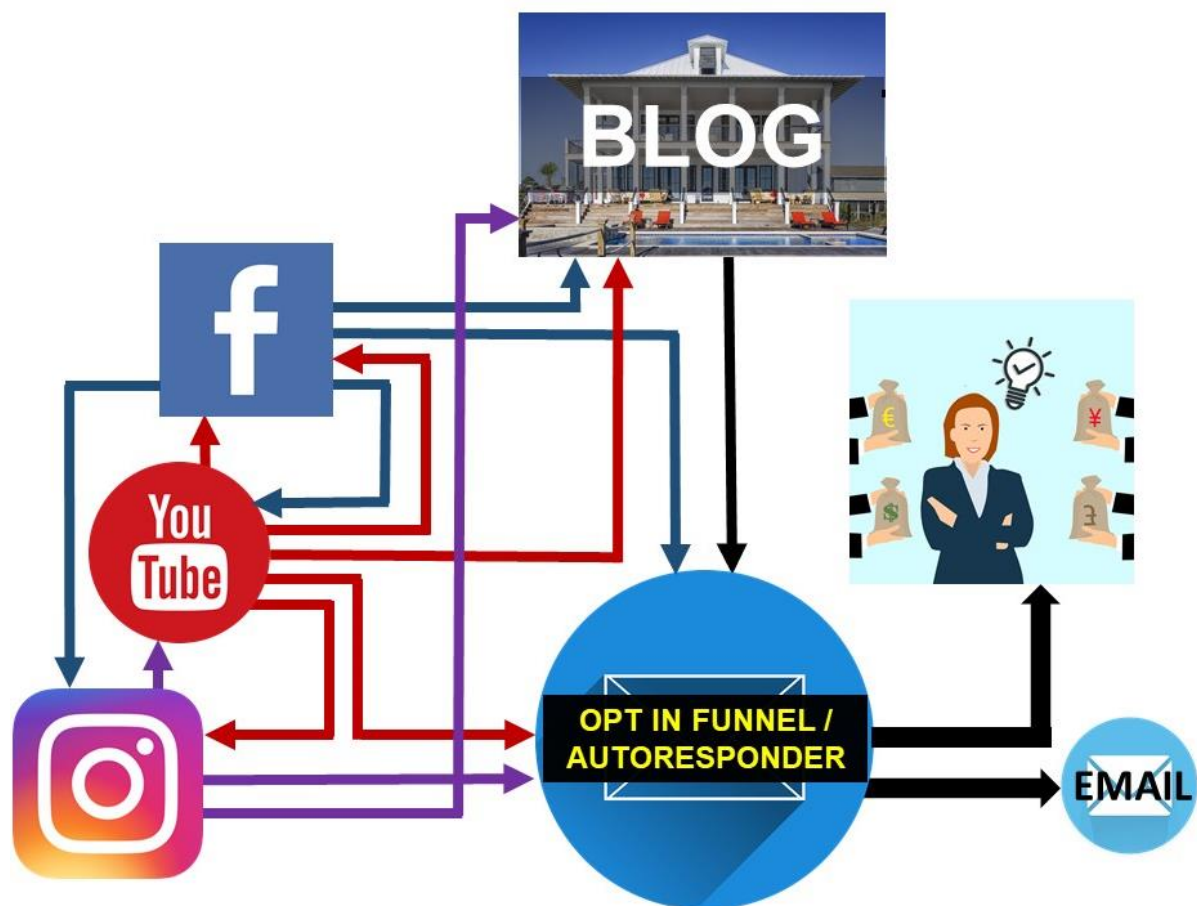 BLOG
f
You
Tube
€
¥
$
£
OPT IN FUNNEL /
AUTORESPONDER
EMAIL